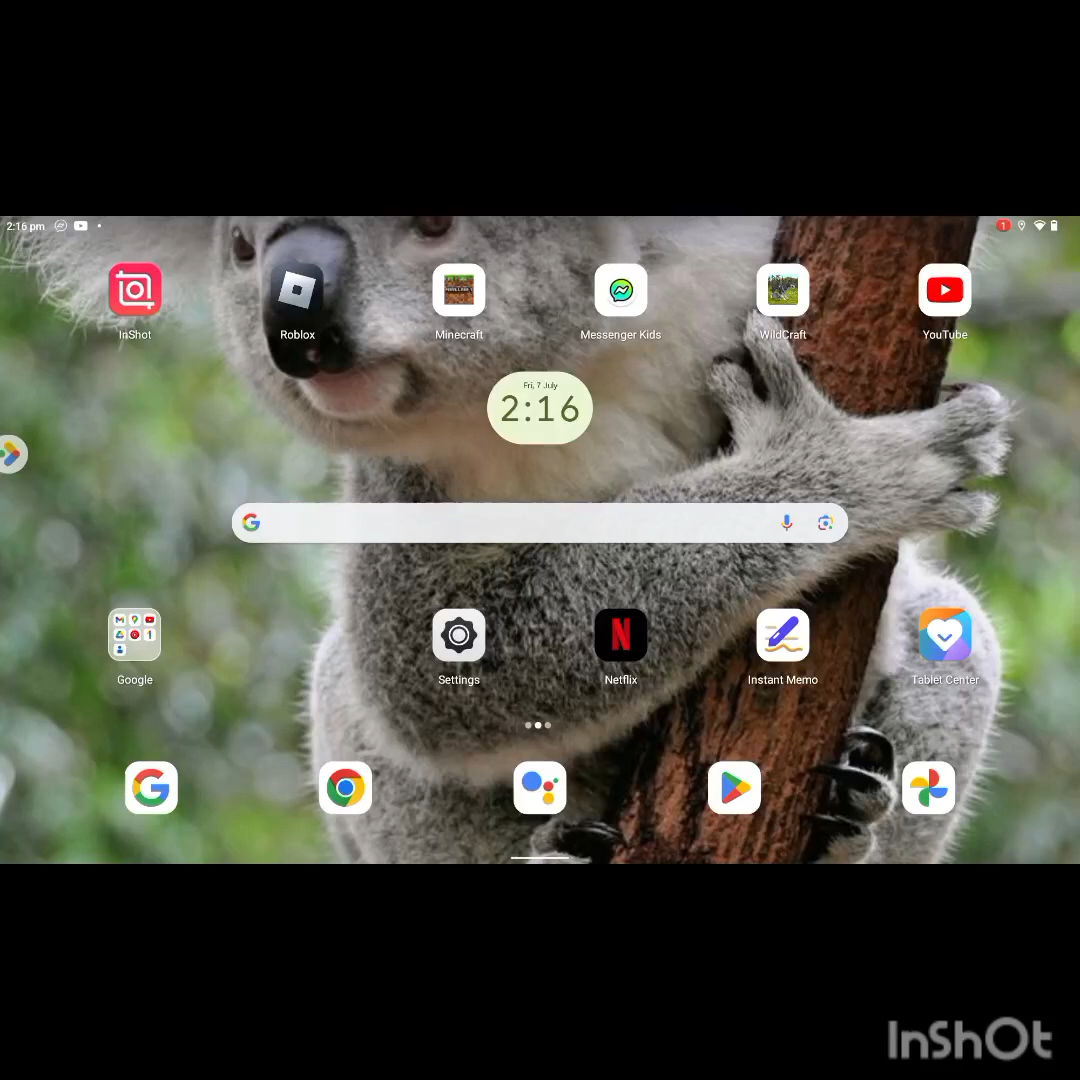 2:16 pm
1
InShot
Roblox
Minecraft
Messenger Kids
WildCraft
YouTube
Fri, 7 July
2:16
Google
Settings
Netflix
Instant Memo
Tablet Center
InShOt